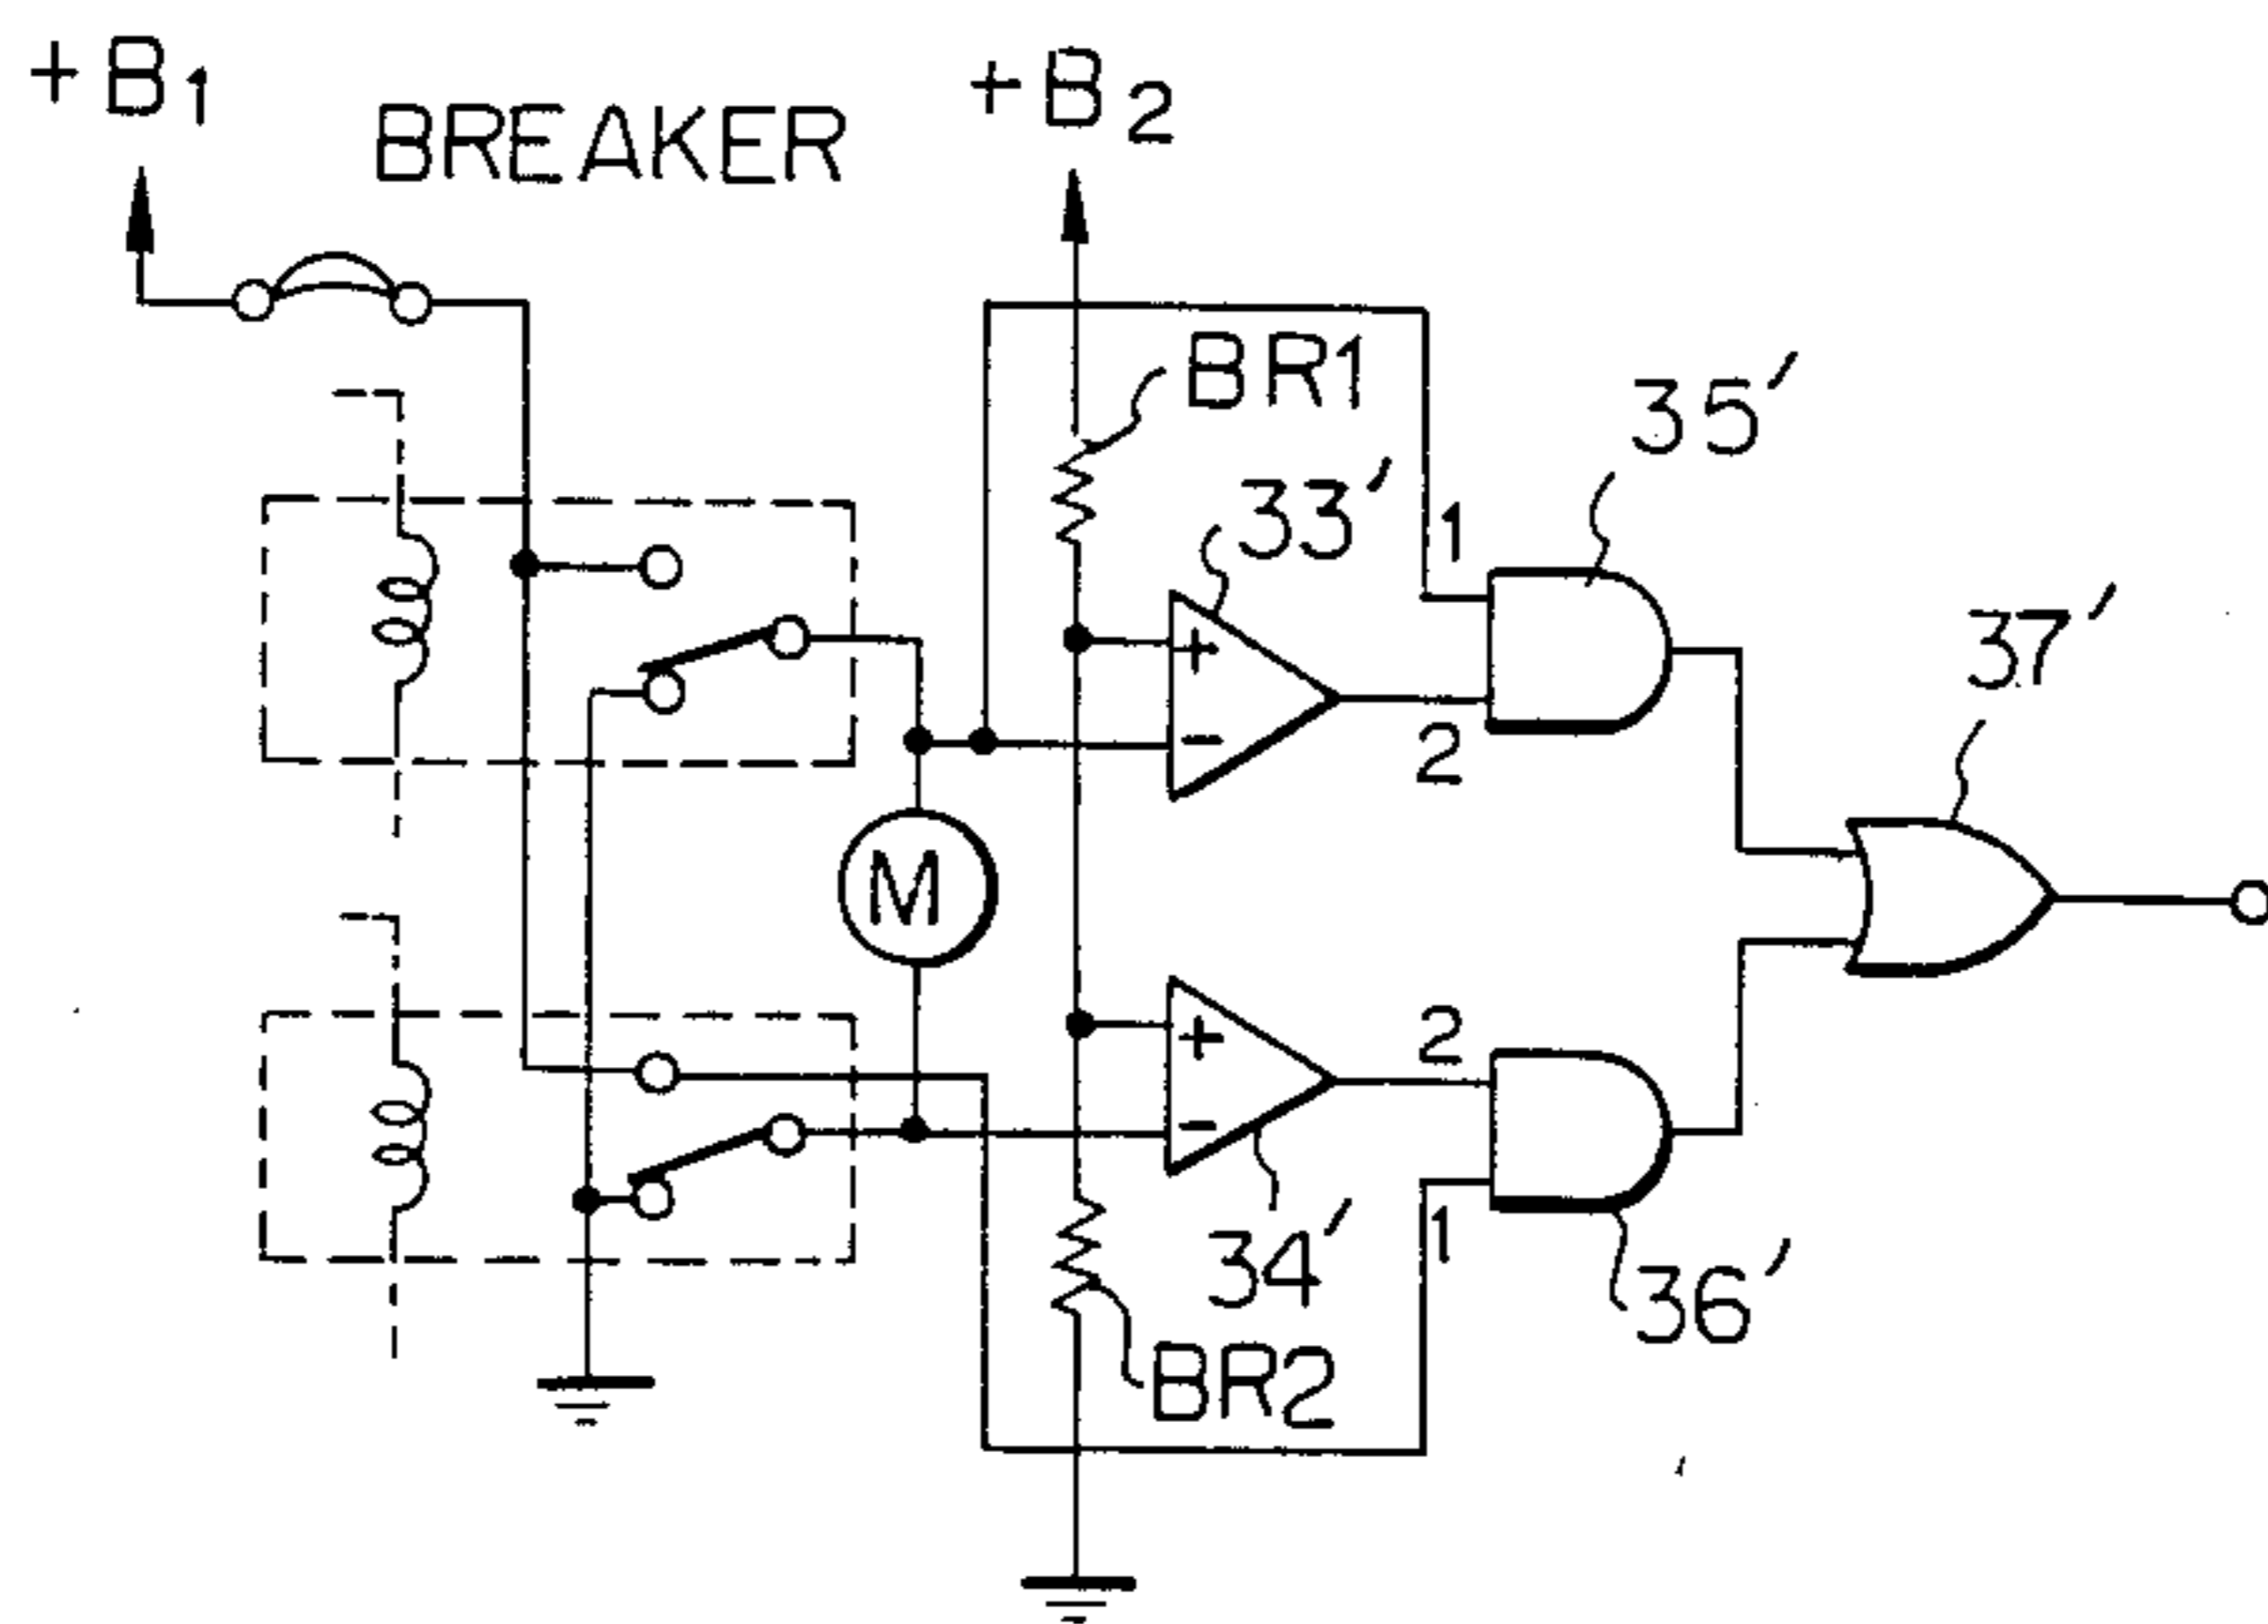 +B1
BREAKER
+B2
BR1
35'
33'
1
+
37'
-
2
M
+
2
-
1
34'
36'
BR2